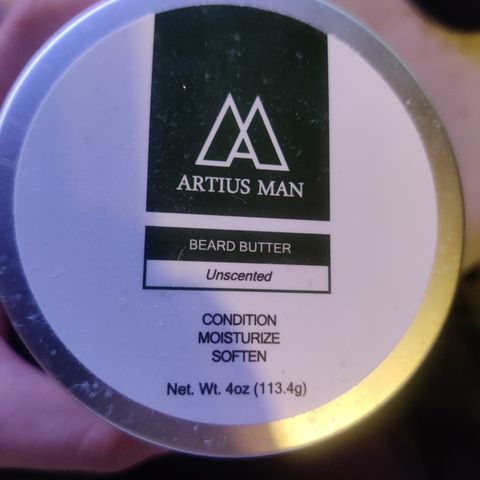 ARTIUS MAN
BEARD BUTTER
Unscented
CONDITION
MOISTURIZE
SOFTEN
Net. Wt. 4oz (113.4g)